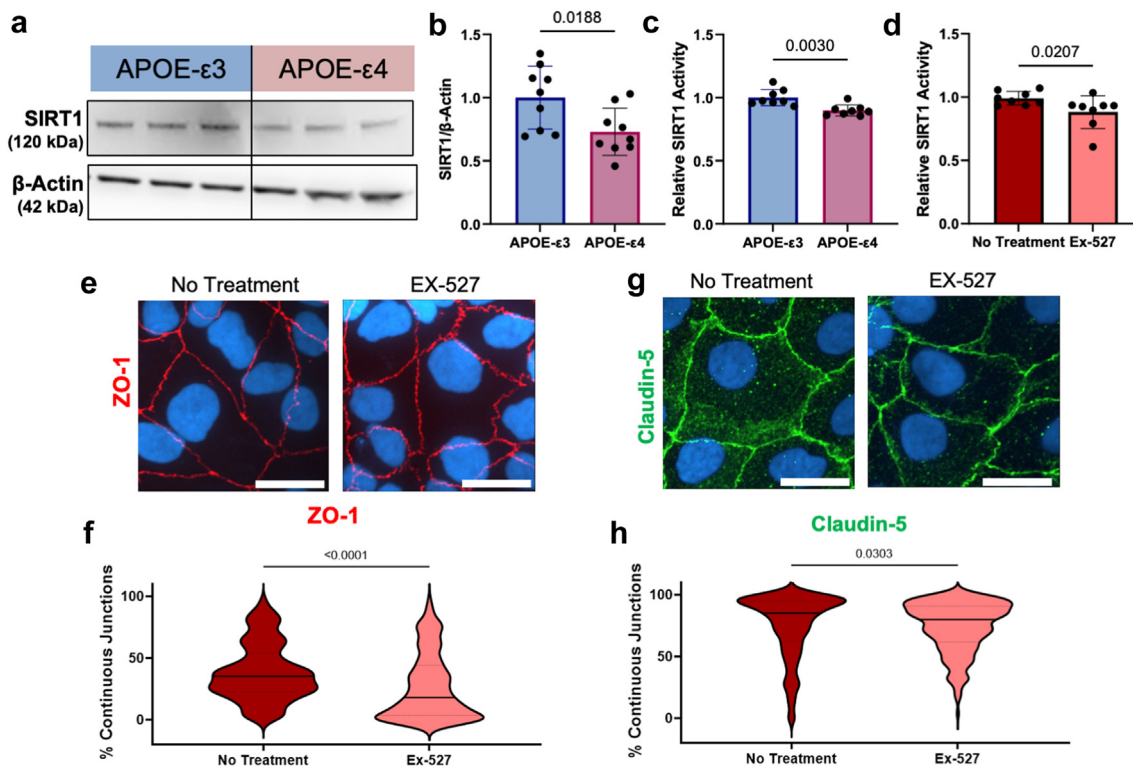 a
APOE-ε3
APOE-ε4
SIRT1
(120 kDa)
β-Actin
(42 kDa)
b
0.0188
SIRT1/β-Actin
1.5
1.0
0.5
0.0
APOE-ε3
APOE-ε4
c
0.0030
Relative SIRT1 Activity
1.5
1.0
0.5
0.0
APOE-ε3
APOE-ε4
d
0.0207
Relative SIRT1 Activity
1.5
1.0
0.5
0.0
No Treatment
Ex-527
e
No Treatment
EX-527
ZO-1
g
No Treatment
EX-527
Claudin-5
f
ZO-1
<0.0001
% Continuous Junctions
100
50
0
No Treatment
Ex-527
h
Claudin-5
0.0303
% Continuous Junctions
100
50
0
No Treatment
Ex-527